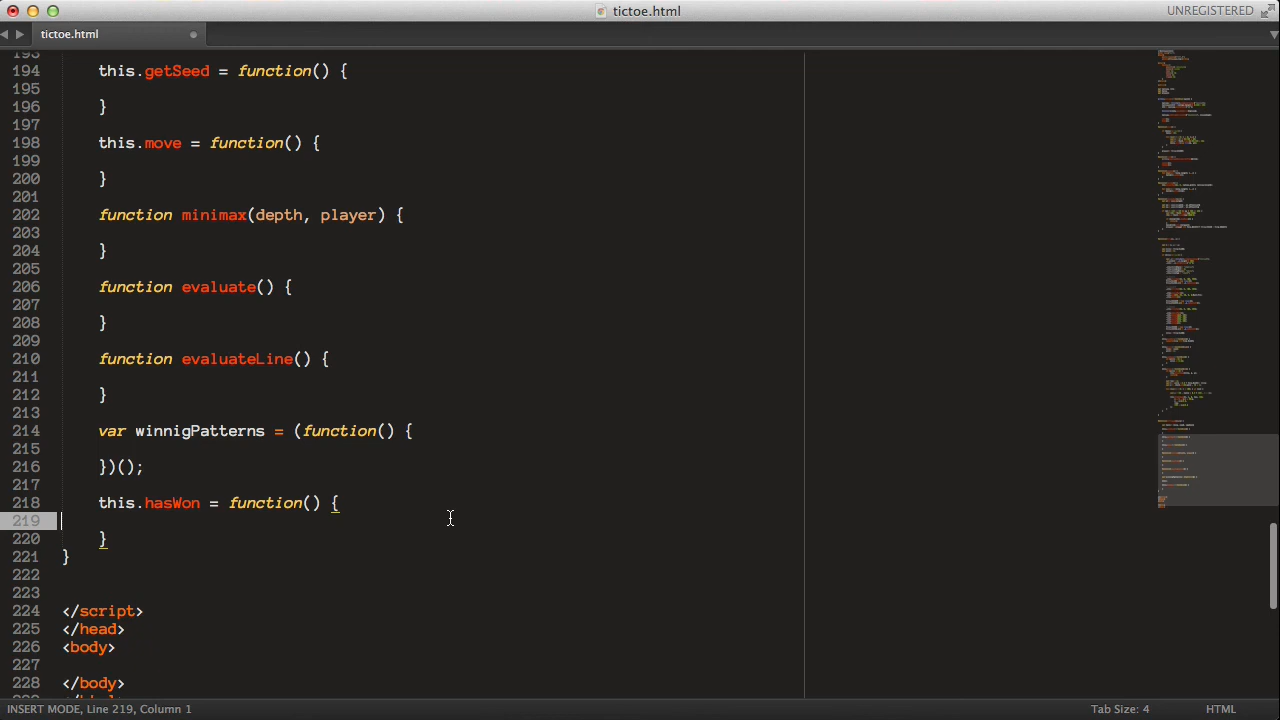 tictoe.html
UNREGISTERED
tictoe.html
193
194 this.getSeed = function() {
195
196 }
197
198 this.move = function() {
199
200 }
201
202 function minimax(depth, player) {
203
204 }
205
206 function evaluate() {
207
208 }
209
210 function evaluateLine() {
211
212 }
213
214 var winnigPatterns = (function() {
215
216 })();
217
218 this.hasWon = function() {
219
220 }
221 }
222
223
224 </script>
225 </head>
226 <body>
227
228 </body>
INSERT MODE, Line 219, Column 1 Tab Size: 4 HTML